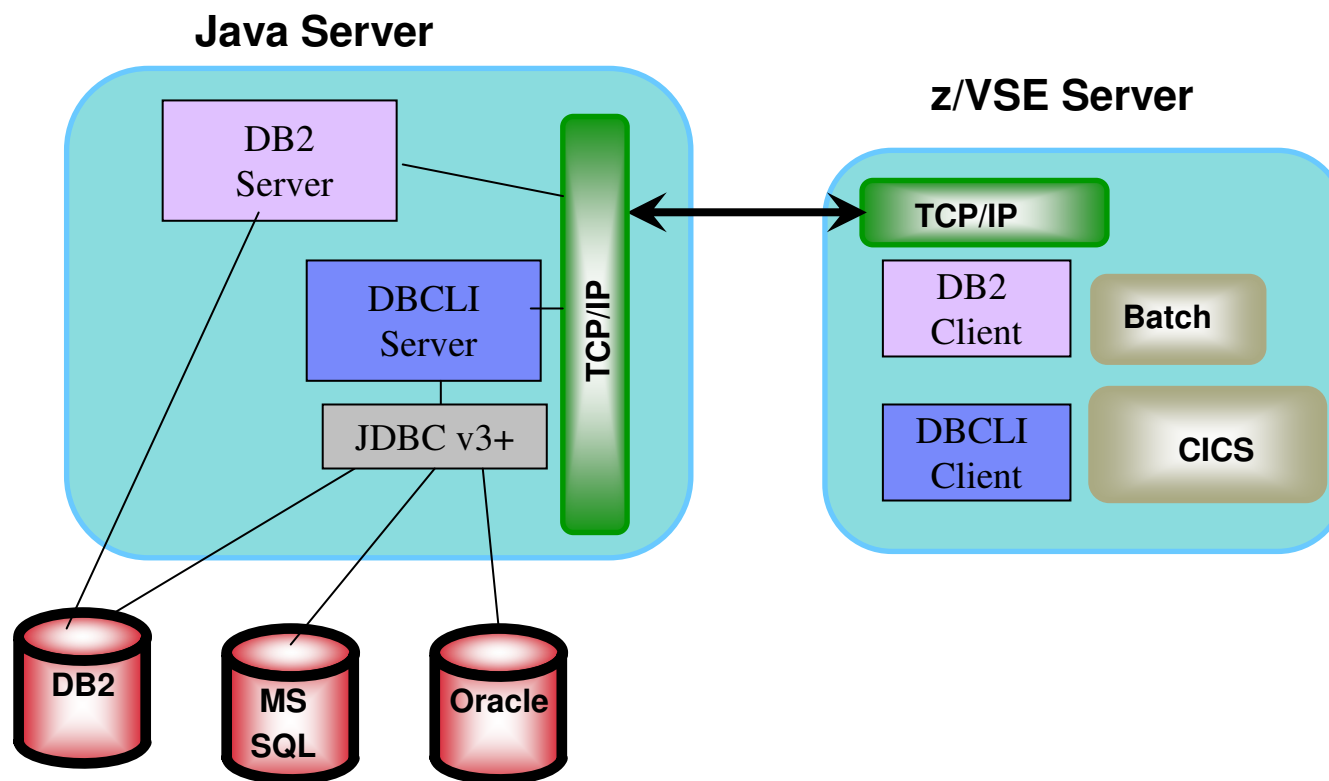 Java Server
z/VSE Server
DB2
Server
DBCLI
Server
JDBC v3+
TCP/IP
TCP/IP
DB2
Client
Batch
DBCLI
Client
CICS
DB2
MS
SQL
Oracle